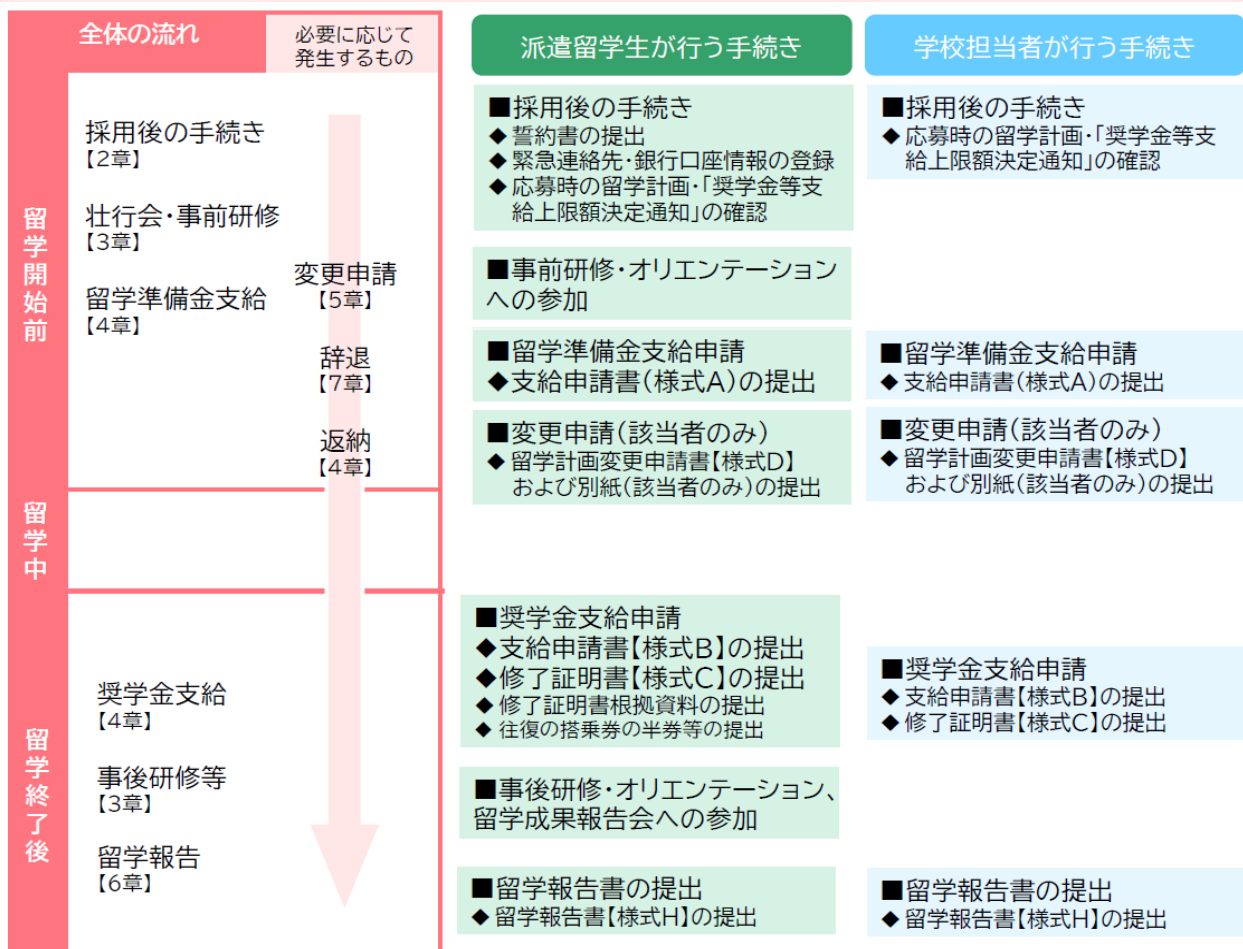 全体の流れ
必要に応じて
発生するもの
派遣留学生が行う手続き
学校担当者が行う手続き
留学開始前
採用後の手続き
【2章】
壮行会・事前研修
【3章】
留学準備金支給
【4章】
変更申請
【5章】
辞退
【7章】
返納
【4章】
■採用後の手続き
◆誓約書の提出
◆緊急連絡先・銀行口座情報の登録
◆応募時の留学計画・「奨学金等支
給上限額決定通知」の確認
■採用後の手続き
◆応募時の留学計画・「奨学金等支
給上限額決定通知」の確認
■事前研修・オリエンテーション
への参加
■留学準備金支給申請
◆支給申請書(様式A)の提出
■留学準備金支給申請
◆支給申請書(様式A)の提出
■変更申請(該当者のみ)
◆留学計画変更申請書【様式D】
および別紙(該当者のみ)の提出
■変更申請(該当者のみ)
◆留学計画変更申請書【様式D】
および別紙(該当者のみ)の提出
留学中
留学終了後
奨学金支給
【4章】
事後研修等
【3章】
留学報告
【6章】
■奨学金支給申請
◆支給申請書【様式B】の提出
◆修了証明書【様式C】の提出
◆修了証明書根拠資料の提出
◆往復の搭乗券の半券等の提出
■奨学金支給申請
◆支給申請書【様式B】の提出
◆修了証明書【様式C】の提出
■事後研修・オリエンテーション、
留学成果報告会への参加
■留学報告書の提出
◆留学報告書【様式H】の提出
■留学報告書の提出
◆留学報告書【様式H】の提出